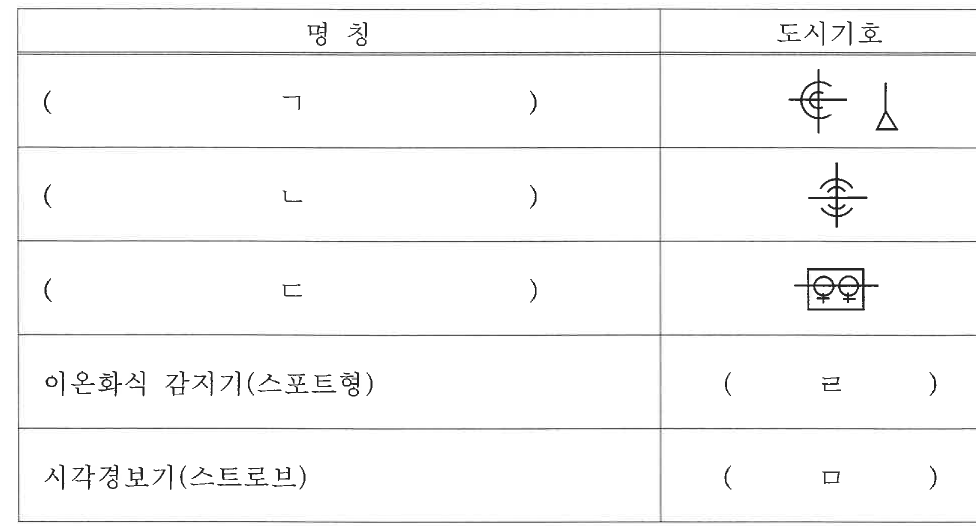 명 칭 도시기호
( ㄱ )
( ㄴ )
( ㄷ )
이온화식 감지기(스포트형) ( ㄹ )
시각경보기(스트로브) ( ㅁ )